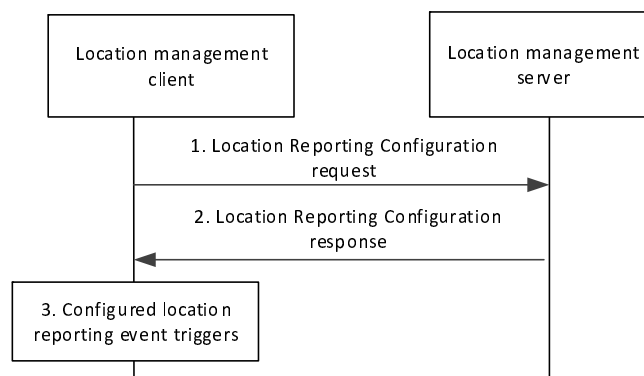 Location management
client
Location management
server
1. Location Reporting Configuration
request
2. Location Reporting Configuration
response
3. Configured location
reporting event triggers